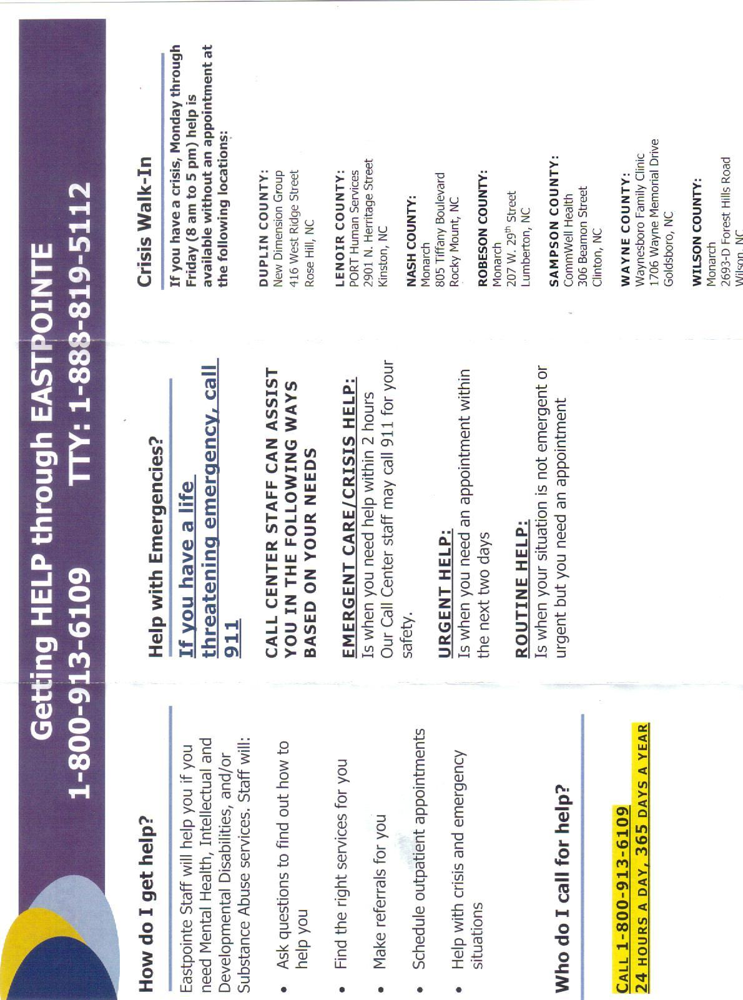 Getting HELP through EASTPOINTE
1-800-913-6109 TTY: 1-888-819-5112
How do I get help?
Eastpointe Staff will help you if you
need Mental Health, Intellectual and
Developmental Disabilities, and/or
Substance Abuse services. Staff will:
• Ask questions to find out how to
help you
• Find the right services for you
• Make referrals for you
• Schedule outpatient appointments
• Help with crisis and emergency
situations
Who do I call for help?
CALL 1-800-913-6109
24 HOURS A DAY, 365 DAYS A YEAR
Help with Emergencies?
If you have a life
threatening emergency, call
911
CALL CENTER STAFF CAN ASSIST
YOU IN THE FOLLOWING WAYS
BASED ON YOUR NEEDS
EMERGENT CARE/CRISIS HELP:
Is when you need help within 2 hours
Our Call Center staff may call 911 for your
safety.
URGENT HELP:
Is when you need an appointment within
the next two days
ROUTINE HELP:
Is when your situation is not emergent or
urgent but you need an appointment
Crisis Walk-In
If you have a crisis, Monday through
Friday (8 am to 5 pm) help is
available without an appointment at
the following locations:
DUPLIN COUNTY:
New Dimension Group
416 West Ridge Street
Rose Hill, NC
LENOIR COUNTY:
PORT Human Services
2901 N. Herritage Street
Kinston, NC
NASH COUNTY:
Monarch
805 Tiffany Boulevard
Rocky Mount, NC
ROBESON COUNTY:
Monarch
207 W. 29th Street
Lumberton, NC
SAMPSON COUNTY:
CommWell Health
306 Beamon Street
Clinton, NC
WAYNE COUNTY:
Waynesboro Family Clinic
1706 Wayne Memorial Drive
Goldsboro, NC
WILSON COUNTY:
Monarch
2693-D Forest Hills Road
Wilson, NC